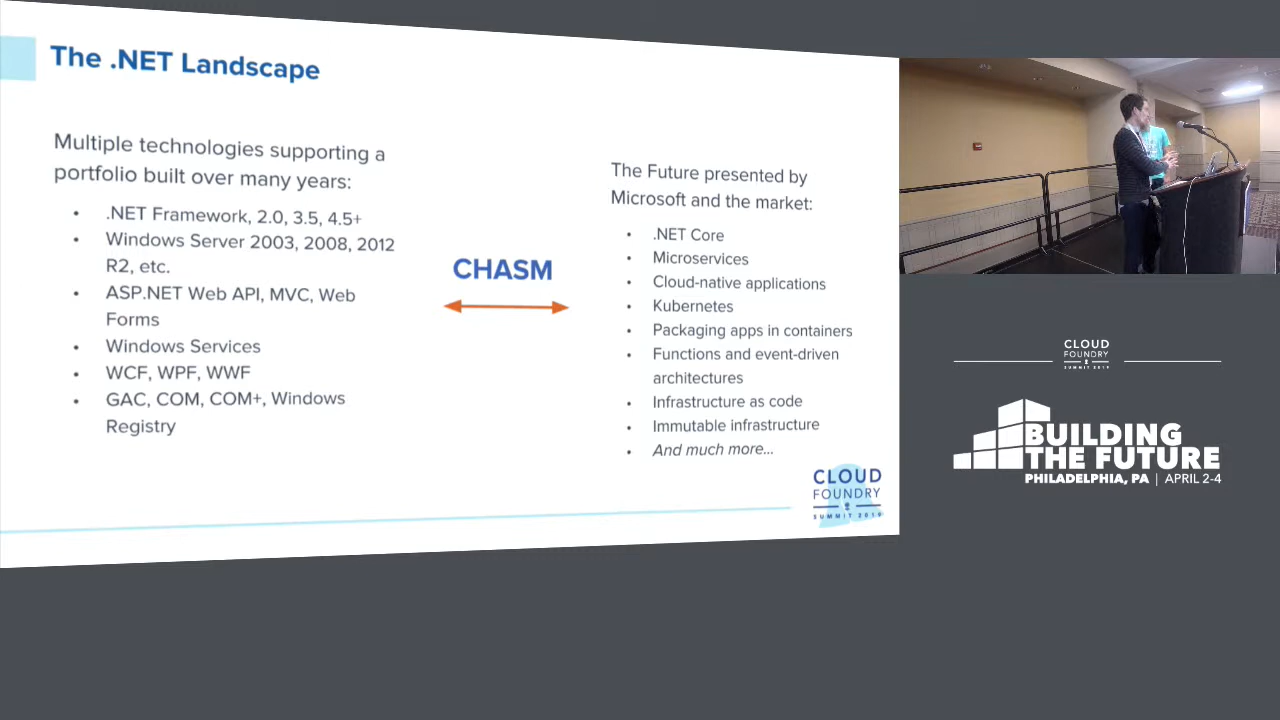 The .NET Landscape
Multiple technologies supporting a
portfolio built over many years:
• .NET Framework, 2.0, 3.5, 4.5+
• Windows Server 2003, 2008, 2012
R2, etc.
• ASP.NET Web API, MVC, Web
Forms
• Windows Services
• WCF, WPF, WWF
• GAC, COM, COM+, Windows
Registry
CHASM
The Future presented by
Microsoft and the market:
• .NET Core
• Microservices
• Cloud-native applications
• Kubernetes
• Packaging apps in containers
• Functions and event-driven
architectures
• Infrastructure as code
• Immutable infrastructure
• And much more...
CLOUD
FOUNDRY
SUMMIT 2019
CLOUD
FOUNDRY
SUMMIT 2019
BUILDING
THE FUTURE
PHILADELPHIA, PA | APRIL 2-4